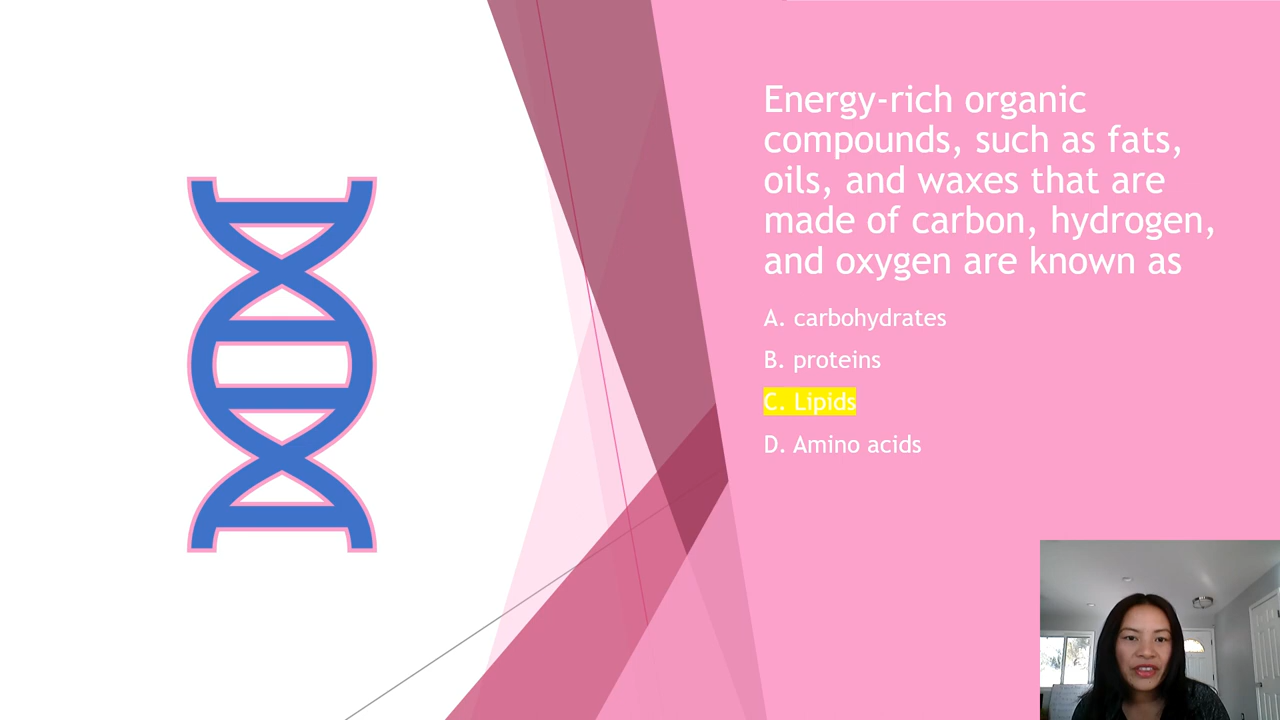 Energy-rich organic
compounds, such as fats,
oils, and waxes that are
made of carbon, hydrogen,
and oxygen are known as
A. carbohydrates
B. proteins
C. Lipids
D. Amino acids